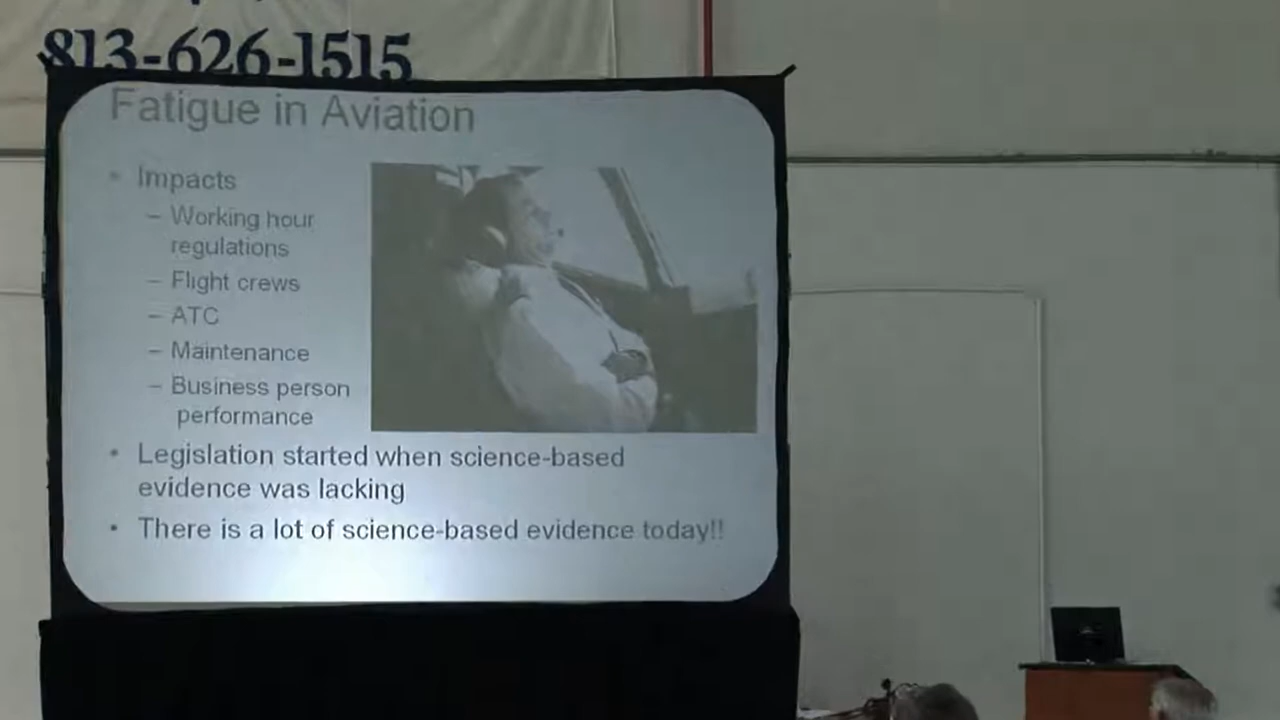 813-626-1515
Fatigue in Aviation
• Impacts
– Working hour
regulations
– Flight crews
– ATC
– Maintenance
– Business person
performance
• Legislation started when science-based
evidence was lacking
• There is a lot of science-based evidence today!!